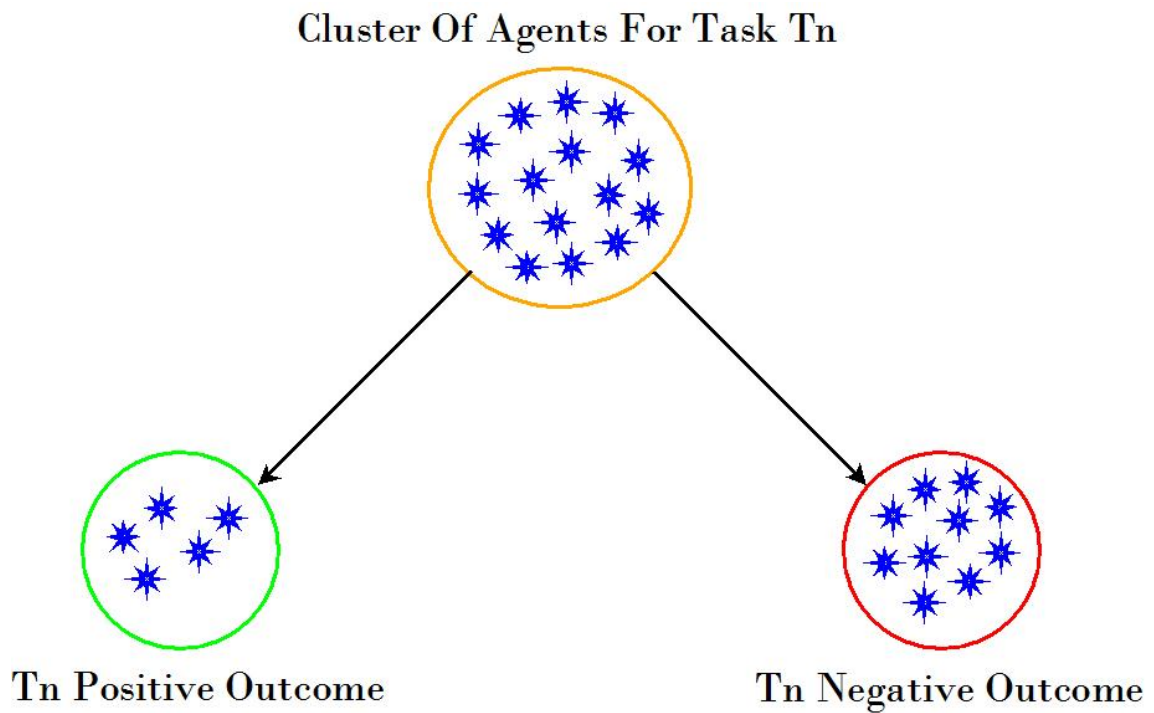 Cluster Of Agents For Task Tn
Tn Positive Outcome
Tn Negative Outcome